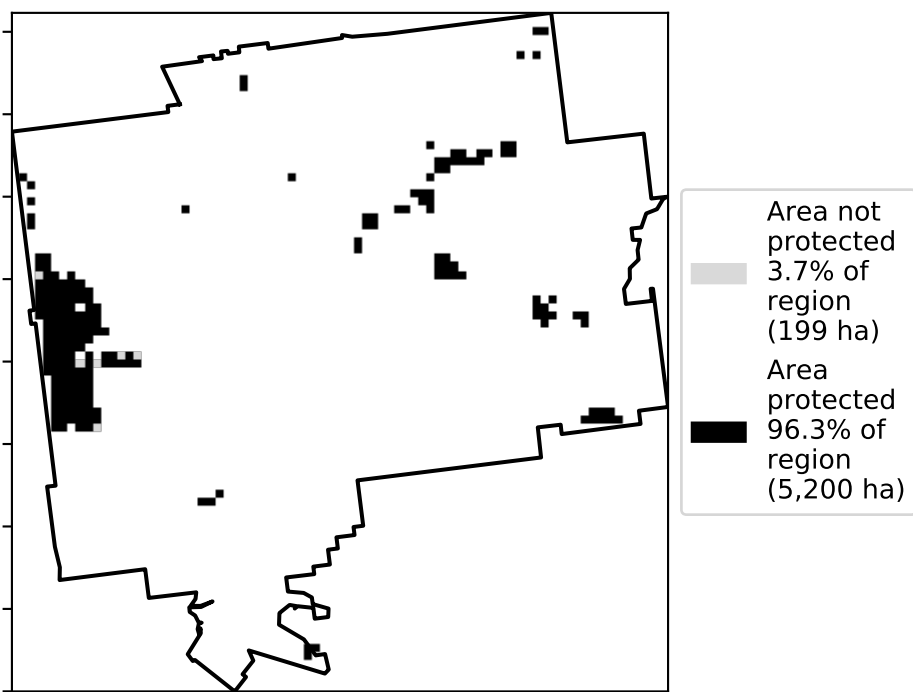 Area not
protected
3.7% of
region
(199 ha)
Area
protected
96.3% of
region
(5,200 ha)